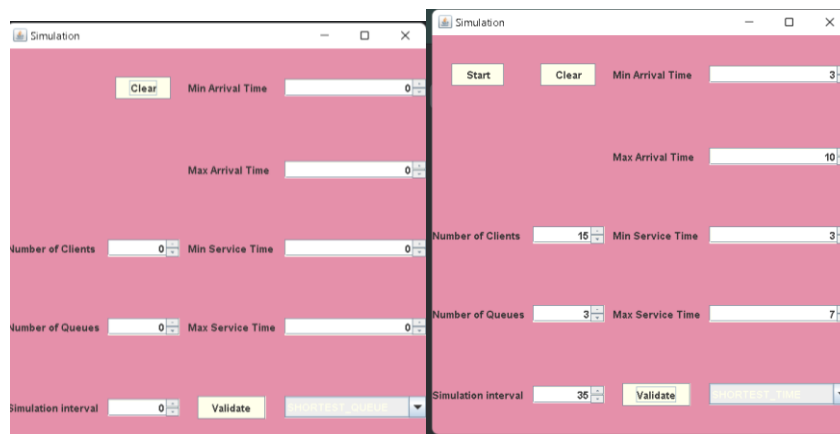 Simulation
Clear Min Arrival Time 0
Max Arrival Time 0
Number of Clients 0 Min Service Time 0
Number of Queues 0 Max Service Time 0
Simulation interval 0 Validate SHORTEST_QUEUE
Simulation
Start Clear Min Arrival Time 3
Max Arrival Time 10
Number of Clients 15 Min Service Time 3
Number of Queues 3 Max Service Time 7
Simulation interval 35 Validate SHORTEST_TIME